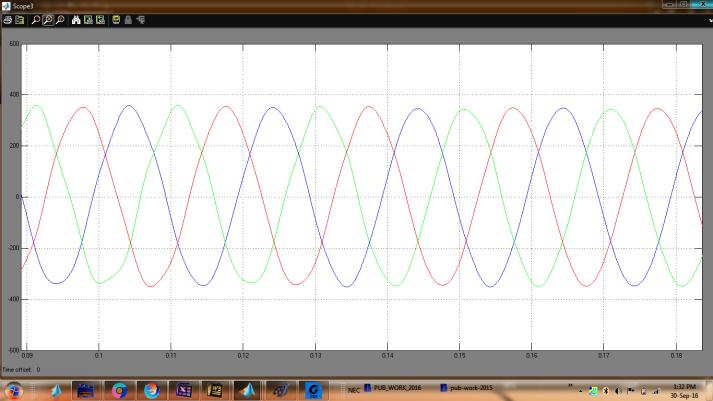 Scope3
600
400
200
0
-200
-400
-600
0.09
0.1
0.11
0.12
0.13
0.14
0.15
0.16
0.17
0.18
Time offset: 0
NEC
PUB_WORK_2016
pub-work-2015
1:32 PM
30-Sep-16